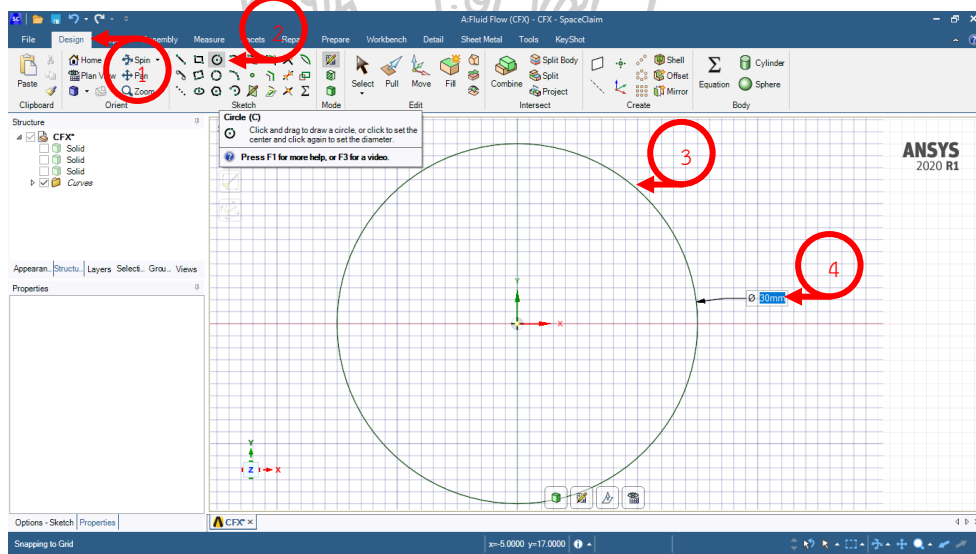 A:Fluid Flow (CFX) - CFX - SpaceClaim
File Design Assembly Measure Facets Repair Prepare Workbench Detail Sheet Metal Tools KeyShot
2
Home Spin
Plan View Pan
Zoom
1
Paste
Select Pull Move Fill
Combine
Split Body
Split
Project
Shell
Offset
Mirror
Equation
Cylinder
Sphere
Clipboard Orient Sketch Mode Edit Intersect Create Body
Structure
CFX*
Solid
Solid
Solid
Curves
Circle (C)
Click and drag to draw a circle, or click to set the
center and click again to set the diameter.
Press F1 for more help, or F3 for a video.
3
ANSYS
2020 R1
4
Appearan... Structu... Layers Selecti... Grou... Views
Properties
Ø 30mm
Y
X
Y
Z X
Options - Sketch Properties
CFX*
Snapping to Grid
x=-5.0000 y=17.0000